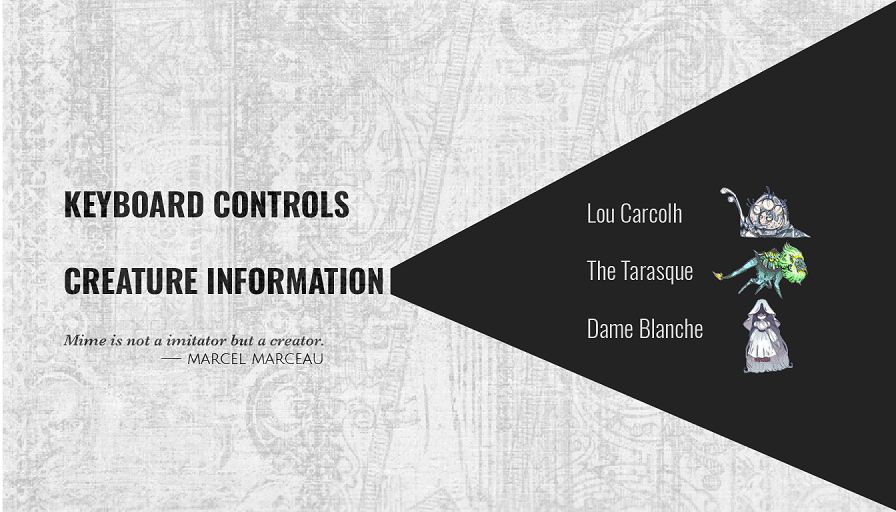 KEYBOARD CONTROLS
CREATURE INFORMATION
Mime is not a imitator but a creator.
— MARCEL MARCEAU
Lou Carcolh
The Tarasque
Dame Blanche